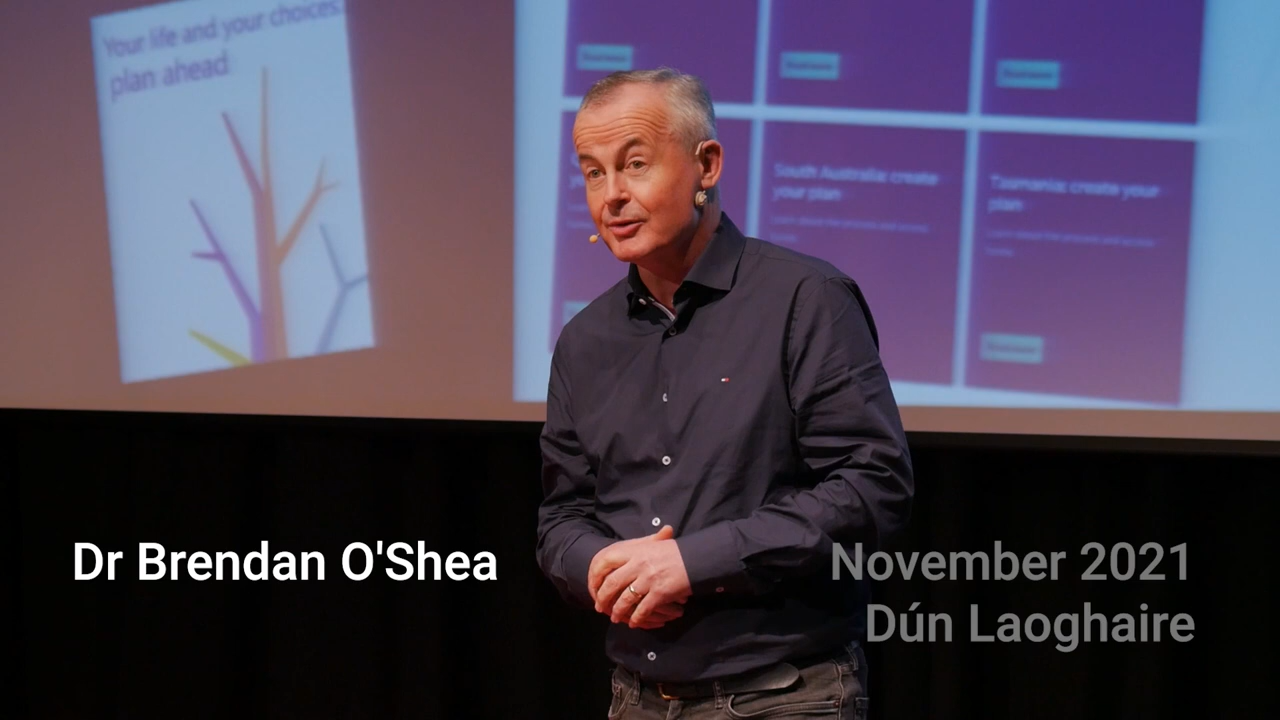 Your life and your choices:
plan ahead
South Australia: create
your plan
Tasmania: create your
plan
Dr Brendan O'Shea
November 2021
Dún Laoghaire